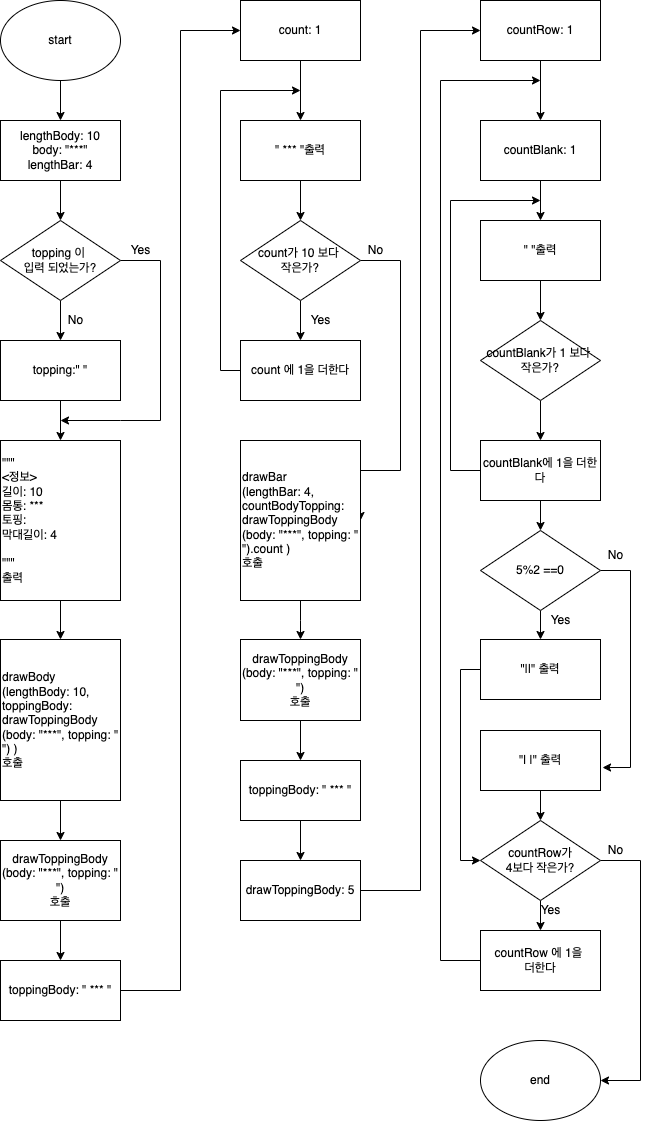 start
lengthBody: 10
body: "***"
lengthBar: 4
topping 이
입력 되었는가?
Yes
No
topping:" "
"""
<정보>
길이: 10
몸통: ***
토핑:
막대길이: 4
"""
출력
drawBody
(lengthBody: 10,
toppingBody:
drawToppingBody
(body: "***", topping: "
") )
호출
drawToppingBody
(body: "***", topping: "
")
호출
toppingBody: " *** "
count: 1
" *** "출력
count가 10 보다
작은가?
No
Yes
count 에 1을 더한다
drawBar
(lengthBar: 4,
countBodyTopping:
drawToppingBody
(body: "***", topping: "
").count )
호출
drawToppingBody
(body: "***", topping: "
")
호출
toppingBody: " *** "
drawToppingBody: 5
countRow: 1
countBlank: 1
" "출력
countBlank가 1 보다
작은가?
countBlank에 1을 더한
다
5%2 ==0
No
Yes
"||" 출력
"| |" 출력
countRow가
4보다 작은가?
No
Yes
countRow 에 1을
더한다
end